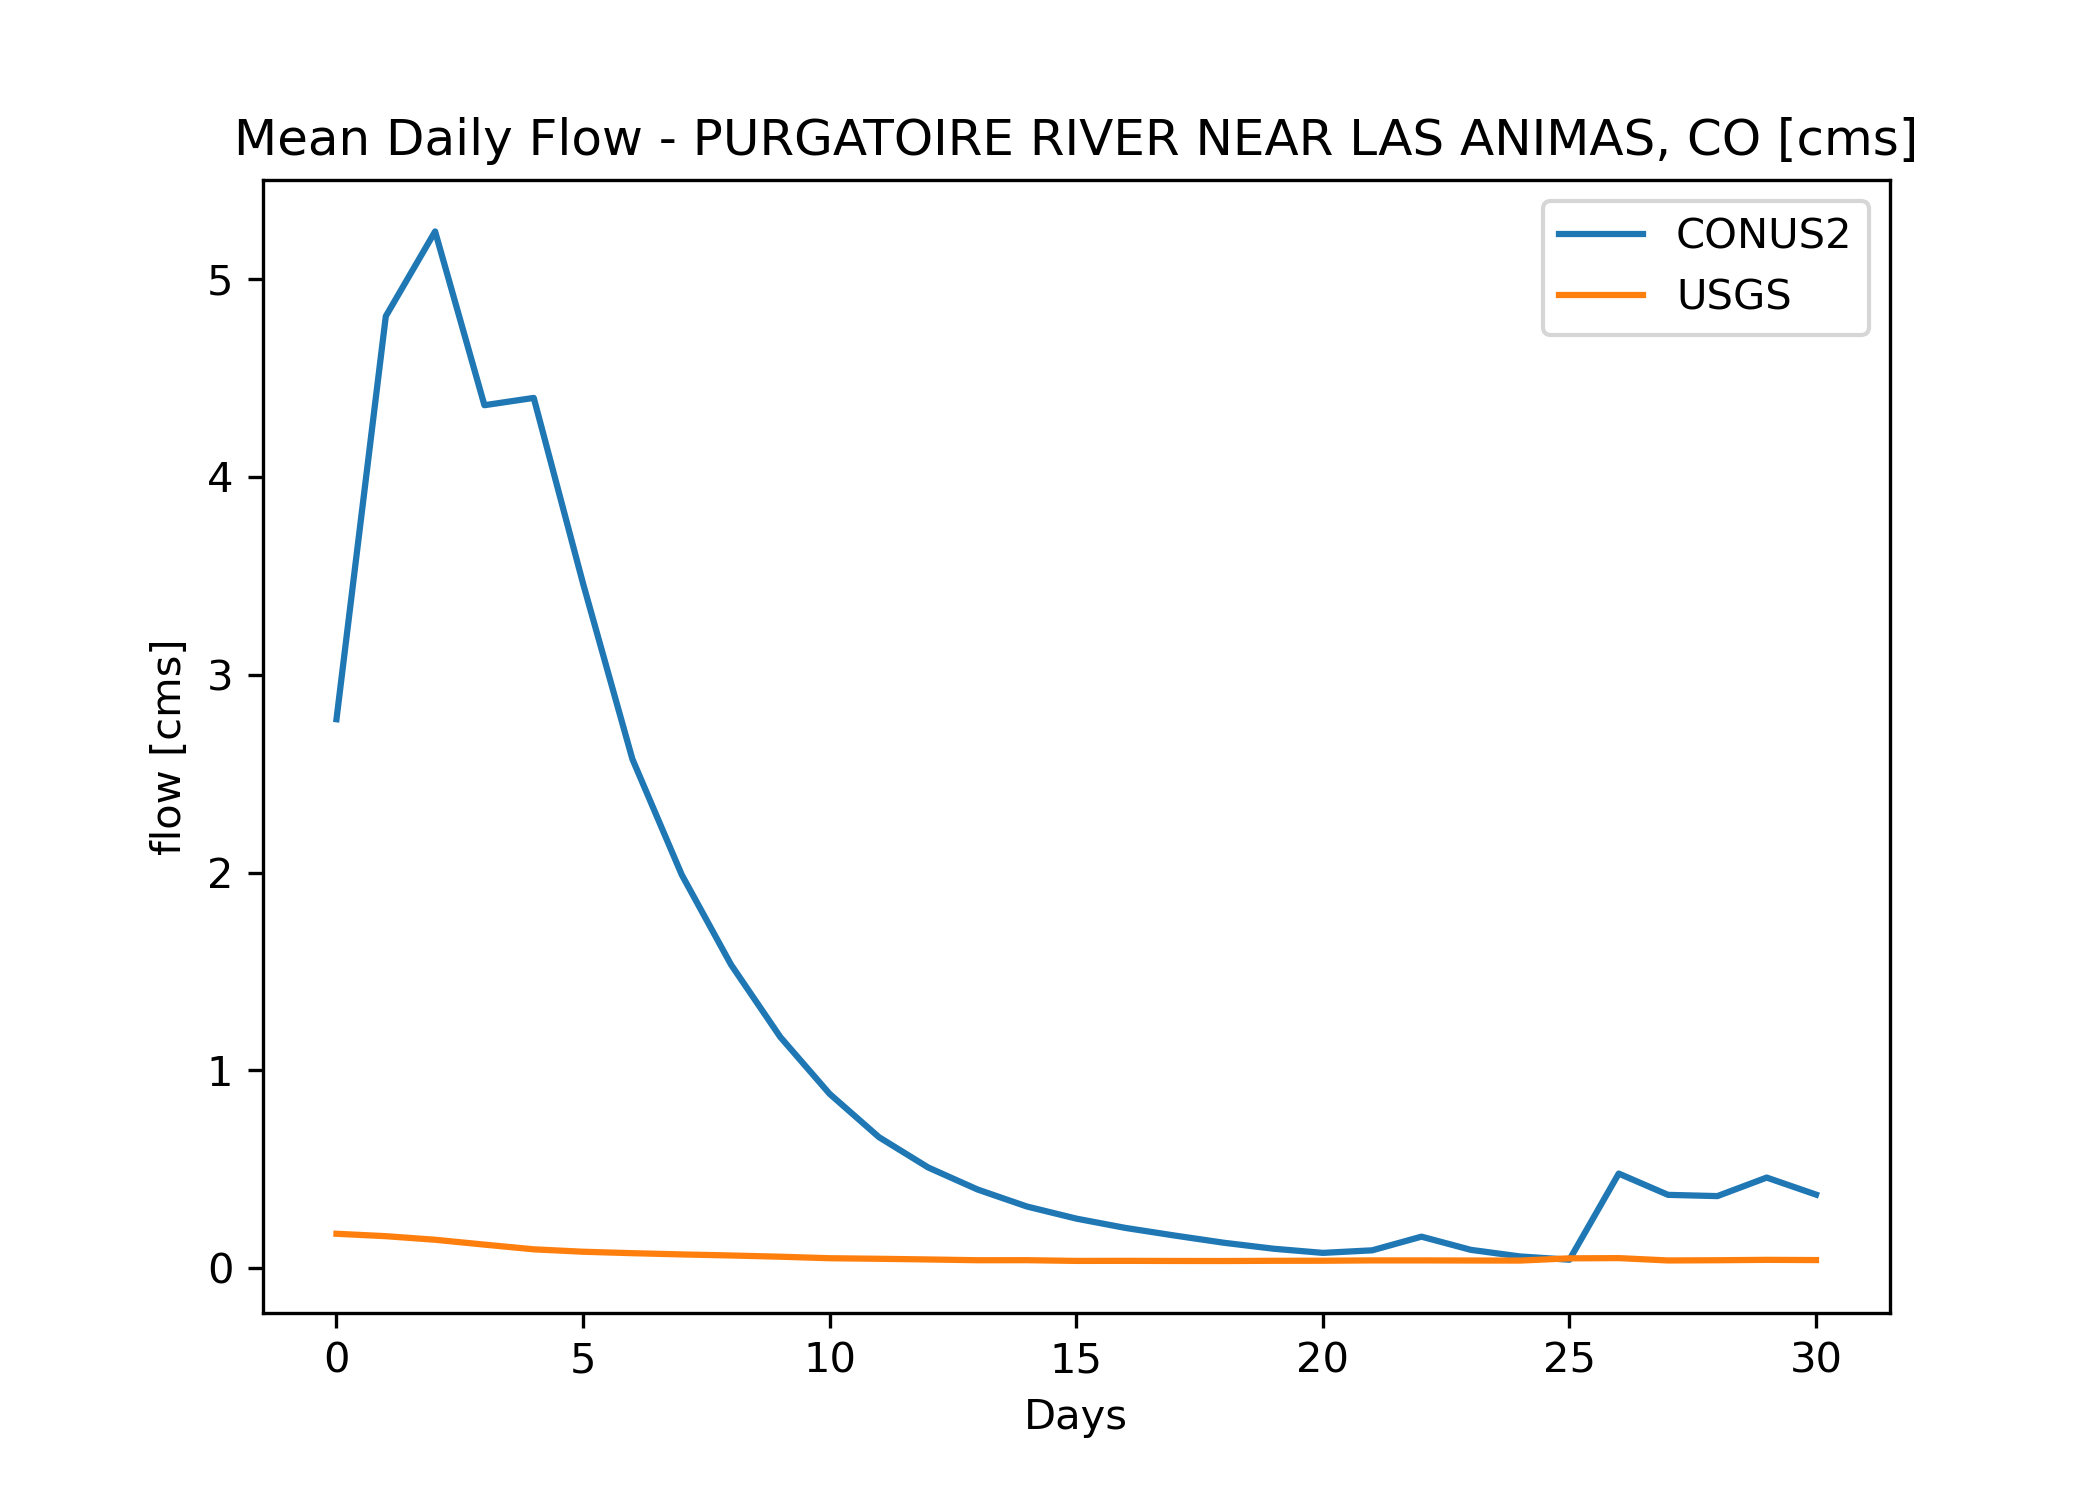 Mean Daily Flow - PURGATOIRE RIVER NEAR LAS ANIMAS, CO [cms]
CONUS2
USGS
5
4
3
2
1
0
flow [cms]
0 5 10 15 20 25 30
Days